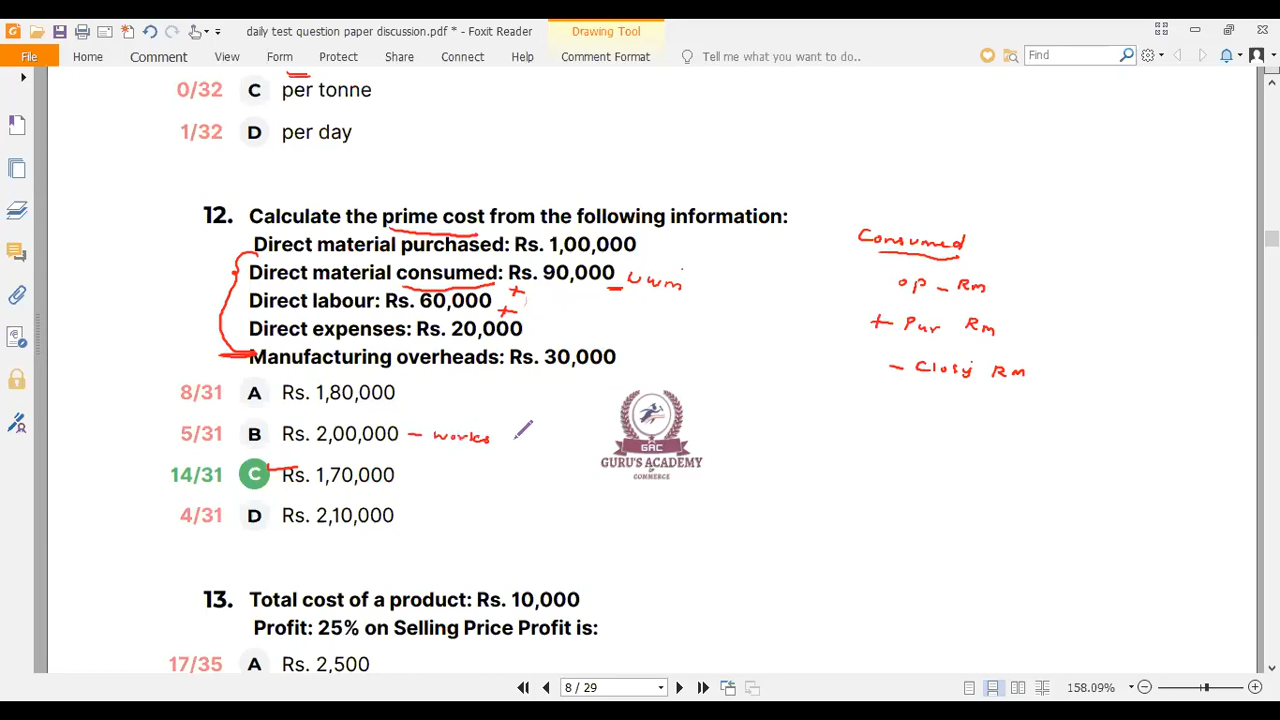 daily test question paper discussion.pdf * - Foxit Reader
Drawing Tool
File
Home
Comment
View
Form
Protect
Share
Connect
Help
Comment Format
Tell me what you want to do..
Find
0/32 C per tonne
1/32 D per day
12. Calculate the prime cost from the following information:
Direct material purchased: Rs. 1,00,000
Direct material consumed: Rs. 90,000
Direct labour: Rs. 60,000 +
+
Direct expenses: Rs. 20,000
Manufacturing overheads: Rs. 30,000
Consumed
op - Rm
+ Pur Rm
- Closy Rm
8/31 A Rs. 1,80,000
5/31 B Rs. 2,00,000 - works
14/31 C Rs. 1,70,000
4/31 D Rs. 2,10,000
GAC
GURU'S ACADEMY
OF
COMMERCE
13. Total cost of a product: Rs. 10,000
Profit: 25% on Selling Price Profit is:
17/35 A Rs. 2,500
8 / 29
158.09%